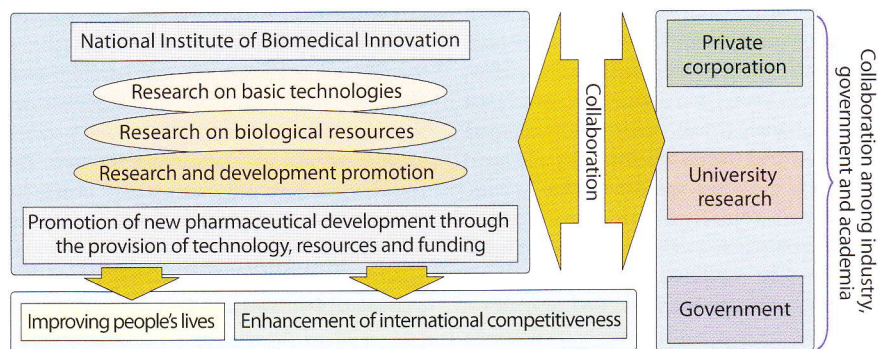 National Institute of Biomedical Innovation
Research on basic technologies
Research on biological resources
Research and development promotion
Promotion of new pharmaceutical development through
the provision of technology, resources and funding
Improving people's lives
Enhancement of international competitiveness
Collaboration
Private
corporation
University
research
Government
Collaboration among industry,
government and academia